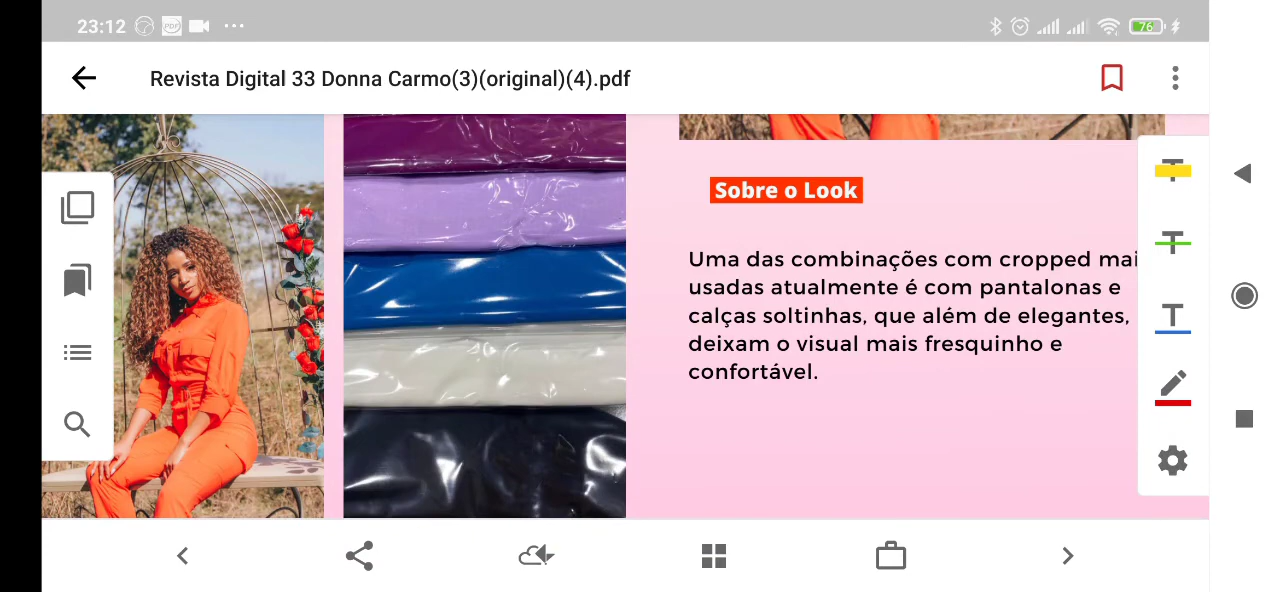 23:12
PDF
76
Revista Digital 33 Donna Carmo(3)(original)(4).pdf
Sobre o Look
Uma das combinações com cropped mai
usadas atualmente é com pantalonas e
calças soltinhas, que além de elegantes,
deixam o visual mais fresquinho e
confortável.
T
T
T